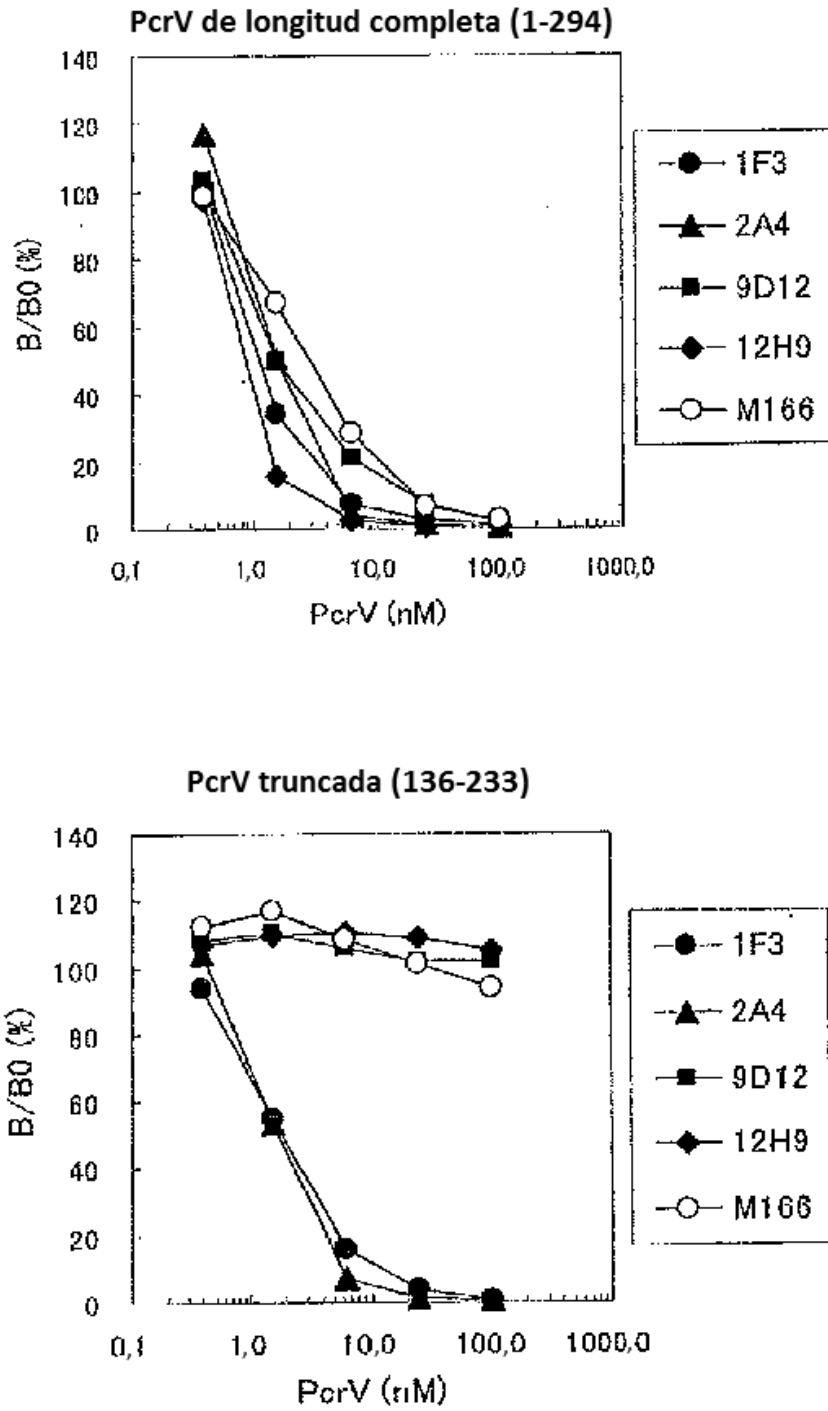 PcrV de longitud completa (1-294)
140
120
100
80
60
40
20
0
B/B0 (%)
0,1 1,0 10,0 100,0 1000,0
PcrV (nM)
1F3
2A4
9D12
12H9
M166
PcrV truncada (136-233)
140
120
100
80
60
40
20
0
B/B0 (%)
0,1 1,0 10,0 100,0 1000,0
PcrV (nM)
1F3
2A4
9D12
12H9
M166